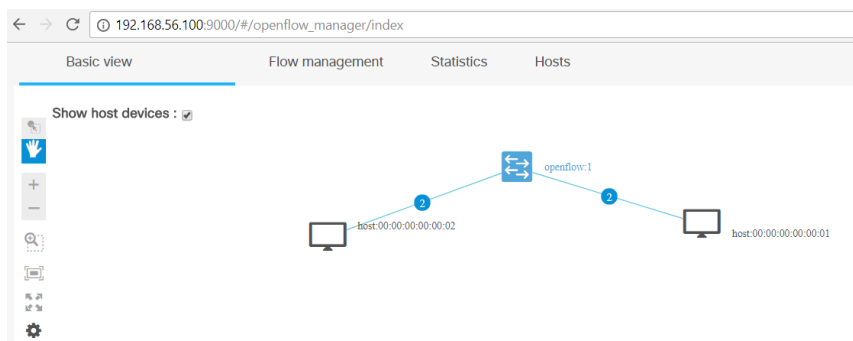 192.168.56.100:9000/#/openflow_manager/index
Basic view Flow management Statistics Hosts
Show host devices :
openflow:1
2
2
host:00:00:00:00:00:02
host:00:00:00:00:00:01